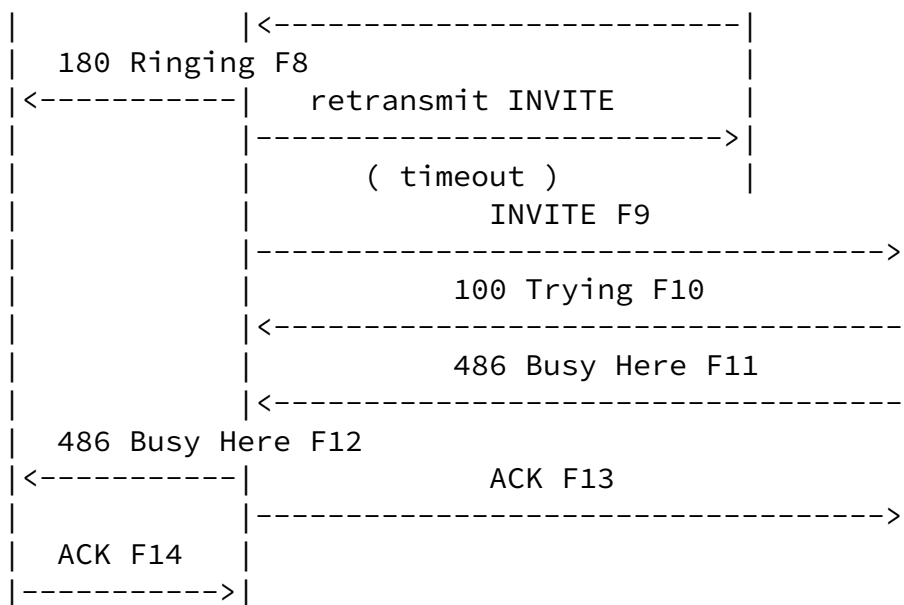 |            |<--------------------------|
|  180 Ringing F8                        |
|<-----------|   retransmit INVITE       |
|            |-------------------------->|
|            |      ( timeout )          |
|            |             INVITE F9
|            |----------------------------------->
|            |           100 Trying F10
|            |<-----------------------------------
|            |           486 Busy Here F11
|            |<-----------------------------------
|  486 Busy Here F12
|<-----------|             ACK F13
|            |----------------------------------->
|  ACK F14   |
|----------->|